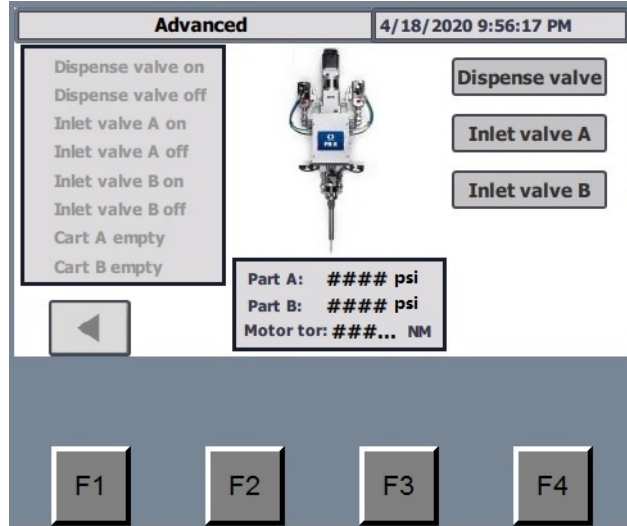 Advanced
4/18/2020 9:56:17 PM
Dispense valve on
Dispense valve off
Inlet valve A on
Inlet valve A off
Inlet valve B on
Inlet valve B off
Cart A empty
Cart B empty
Dispense valve
Inlet valve A
Inlet valve B
PR-X
Part A: #### psi
Part B: #### psi
Motor tor: ###... NM
F1
F2
F3
F4